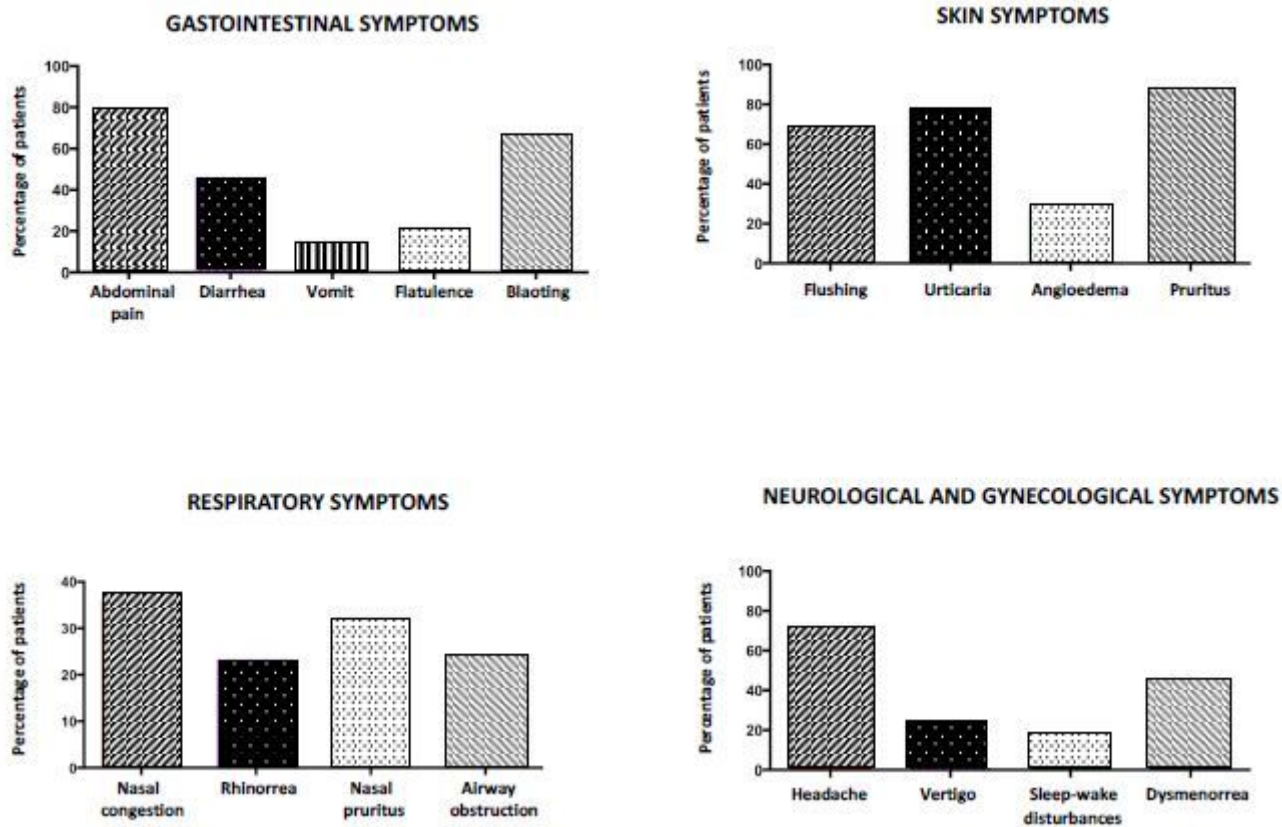 GASTOINTESTINAL SYMPTOMS
Percentage of patients
100
80
60
40
20
0
Abdominal pain
Diarrhea
Vomit
Flatulence
Blaoting
SKIN SYMPTOMS
Percentage of patients
100
80
60
40
20
0
Flushing
Urticaria
Angioedema
Pruritus
RESPIRATORY SYMPTOMS
Percentage of patients
40
30
20
10
0
Nasal congestion
Rhinorrea
Nasal pruritus
Airway obstruction
NEUROLOGICAL AND GYNECOLOGICAL SYMPTOMS
Percentage of patients
100
80
60
40
20
0
Headache
Vertigo
Sleep-wake disturbances
Dysmenorrea